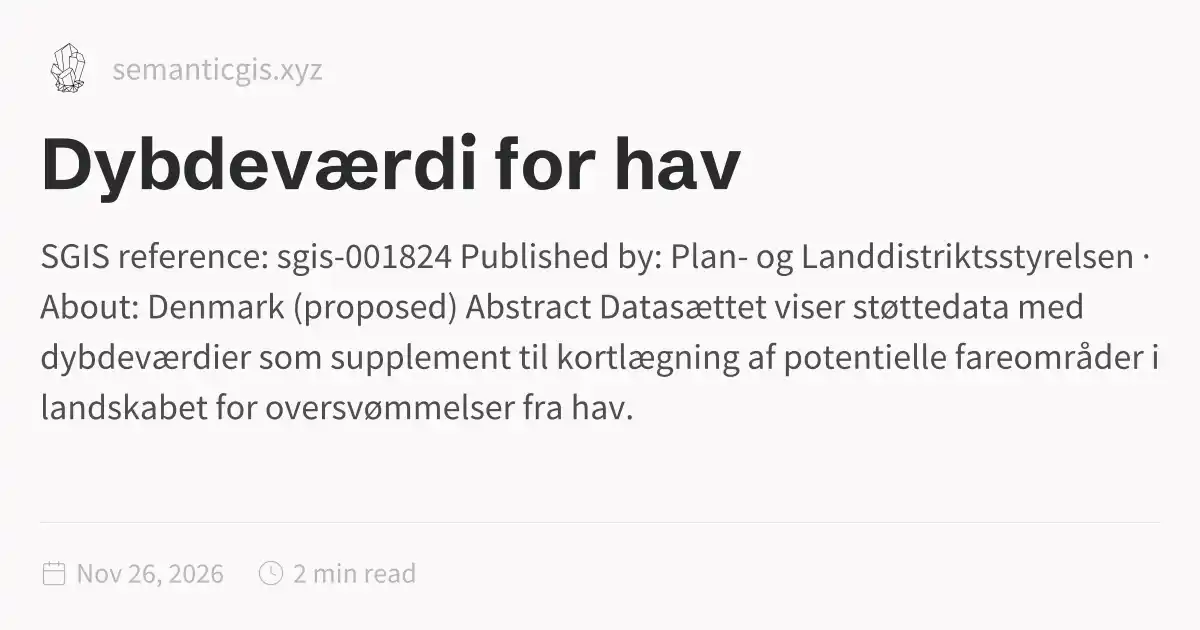 semanticgis.xyz
Dybdeværdi for hav
SGIS reference: sgis-001824 Published by: Plan- og Landdistriktsstyrelsen ·
About: Denmark (proposed) Abstract Datasættet viser støttedata med
dybdeværdier som supplement til kortlægning af potentielle fareområder i
landskabet for oversvømmelser fra hav.
Nov 26, 2026 2 min read